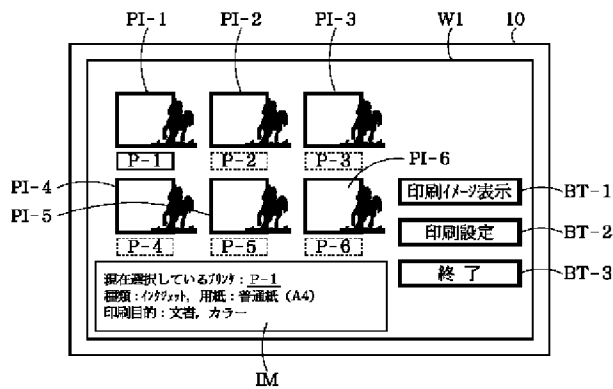 PI-1 PI-2 PI-3 W1 10
P-1 P-2 P-3
PI-4 PI-6
PI-5
印刷イメージ表示 BT-1
印刷設定 BT-2
P-4 P-5 P-6
終了 BT-3
現在選択しているプリンタ：P-1
種類：インクジェット, 用紙：普通紙（A4）
印刷目的：文書, カラー
IM